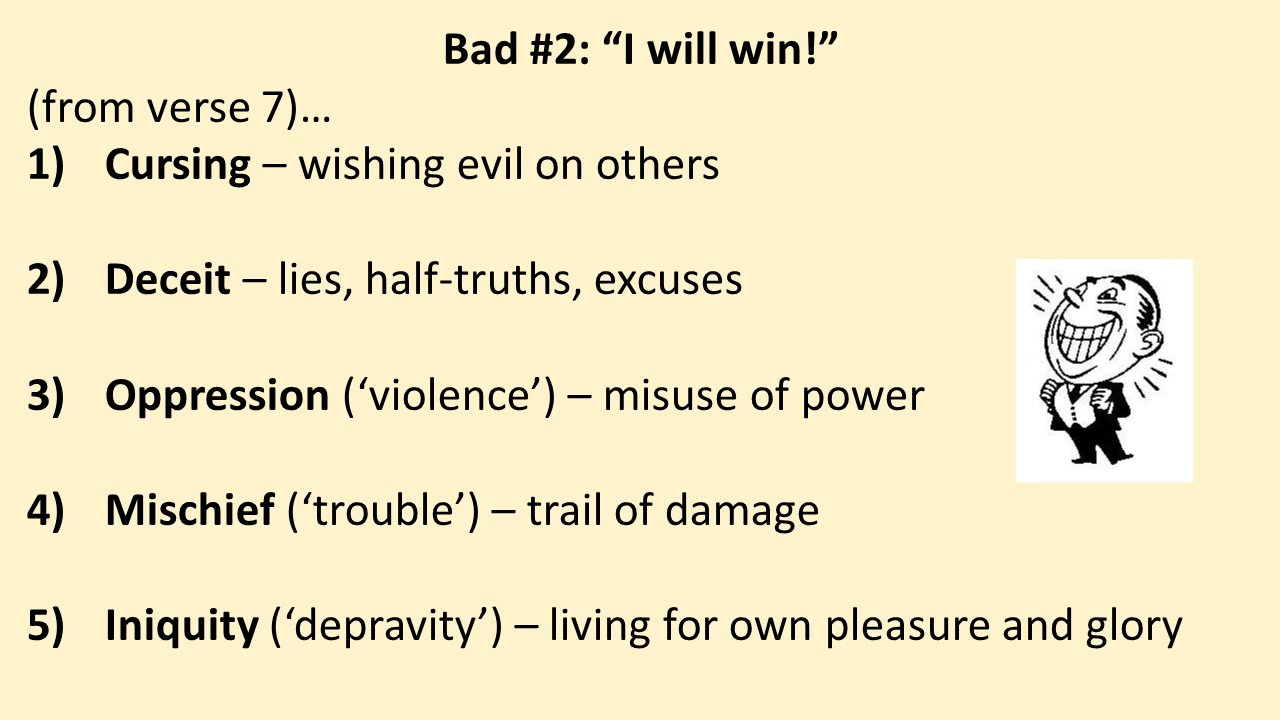 Bad #2: “I will win!”
(from verse 7)…
1) Cursing – wishing evil on others
2) Deceit – lies, half-truths, excuses
3) Oppression (‘violence’) – misuse of power
4) Mischief (‘trouble’) – trail of damage
5) Iniquity (‘depravity’) – living for own pleasure and glory